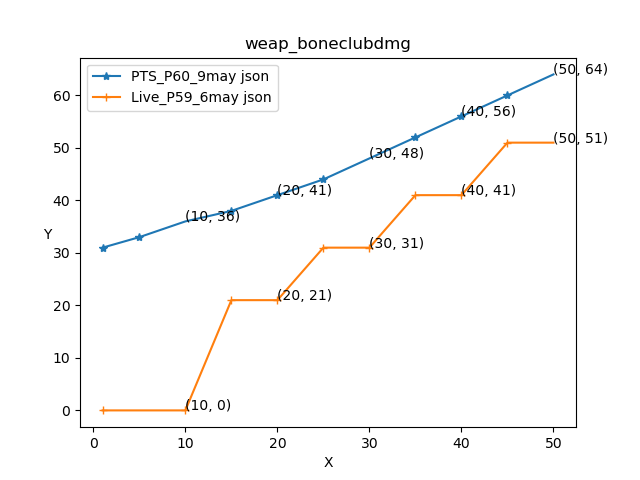 weap_boneclubdmg
PTS_P60_9may json
Live_P59_6may json
(50, 64)
(40, 56)
(30, 48)
(20, 41)
(10, 36)
(50, 51)
(40, 41)
(30, 31)
(20, 21)
(10, 0)
Y
60
50
40
30
20
10
0
0 10 20 30 40 50
X